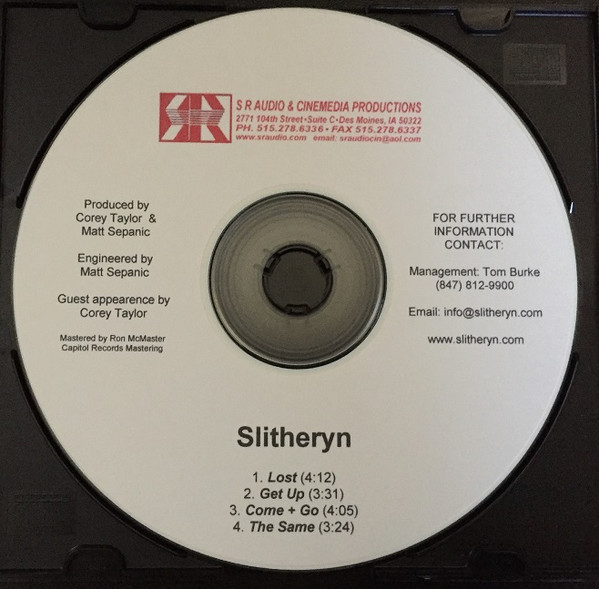 SR
S R AUDIO & CINEMEDIA PRODUCTIONS
2771 104th Street•Suite C•Des Moines, IA 50322
PH. 515.278.6336 • FAX 515.278.6337
www.sraudio.com email: sraudiocin@aol.com
Produced by
Corey Taylor &
Matt Sepanic
Engineered by
Matt Sepanic
Guest appearence by
Corey Taylor
Mastered by Ron McMaster
Capitol Records Mastering
FOR FURTHER
INFORMATION
CONTACT:
Management: Tom Burke
(847) 812-9900
Email: info@slitheryn.com
www.slitheryn.com
Slitheryn
1. Lost (4:12)
2. Get Up (3:31)
3. Come + Go (4:05)
4. The Same (3:24)